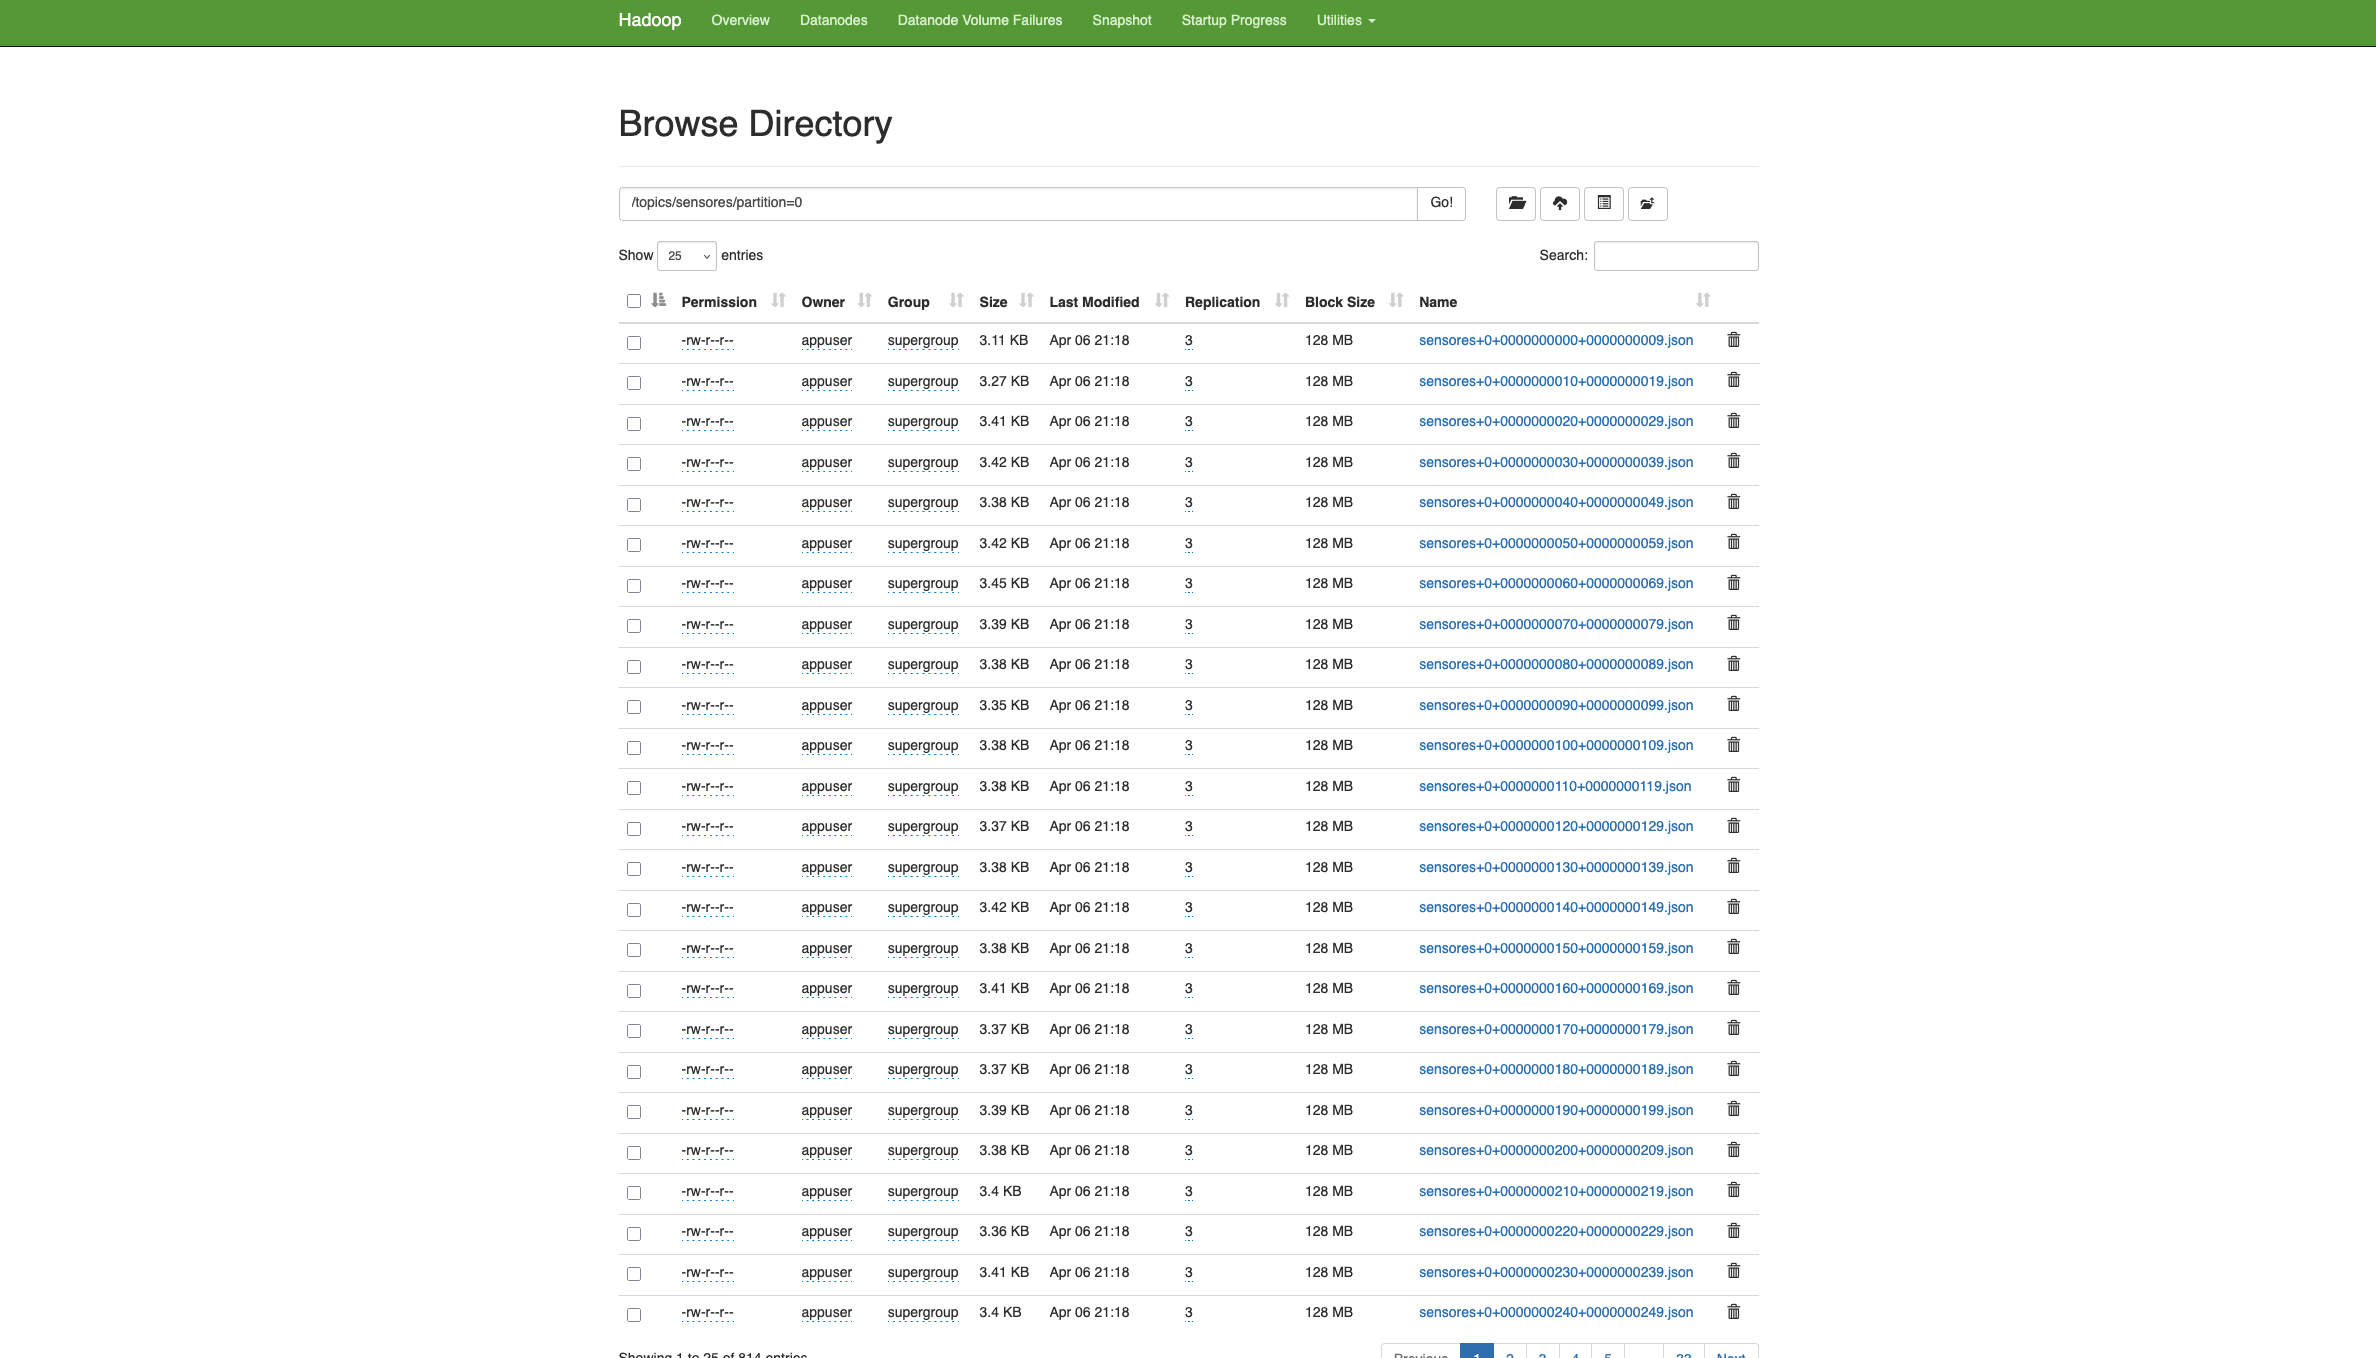 Hadoop Overview Datanodes Datanode Volume Failures Snapshot Startup Progress Utilities
Browse Directory
/topics/sensores/partition=0 Go!
Show 25 entries Search:
Permission Owner Group Size Last Modified Replication Block Size Name
-rw-r--r-- appuser supergroup 3.11 KB Apr 06 21:18 3 128 MB sensores+0+0000000000+0000000009.json
-rw-r--r-- appuser supergroup 3.27 KB Apr 06 21:18 3 128 MB sensores+0+0000000010+0000000019.json
-rw-r--r-- appuser supergroup 3.41 KB Apr 06 21:18 3 128 MB sensores+0+0000000020+0000000029.json
-rw-r--r-- appuser supergroup 3.42 KB Apr 06 21:18 3 128 MB sensores+0+0000000030+0000000039.json
-rw-r--r-- appuser supergroup 3.38 KB Apr 06 21:18 3 128 MB sensores+0+0000000040+0000000049.json
-rw-r--r-- appuser supergroup 3.42 KB Apr 06 21:18 3 128 MB sensores+0+0000000050+0000000059.json
-rw-r--r-- appuser supergroup 3.45 KB Apr 06 21:18 3 128 MB sensores+0+0000000060+0000000069.json
-rw-r--r-- appuser supergroup 3.39 KB Apr 06 21:18 3 128 MB sensores+0+0000000070+0000000079.json
-rw-r--r-- appuser supergroup 3.38 KB Apr 06 21:18 3 128 MB sensores+0+0000000080+0000000089.json
-rw-r--r-- appuser supergroup 3.35 KB Apr 06 21:18 3 128 MB sensores+0+0000000090+0000000099.json
-rw-r--r-- appuser supergroup 3.38 KB Apr 06 21:18 3 128 MB sensores+0+0000000100+0000000109.json
-rw-r--r-- appuser supergroup 3.38 KB Apr 06 21:18 3 128 MB sensores+0+0000000110+0000000119.json
-rw-r--r-- appuser supergroup 3.37 KB Apr 06 21:18 3 128 MB sensores+0+0000000120+0000000129.json
-rw-r--r-- appuser supergroup 3.38 KB Apr 06 21:18 3 128 MB sensores+0+0000000130+0000000139.json
-rw-r--r-- appuser supergroup 3.42 KB Apr 06 21:18 3 128 MB sensores+0+0000000140+0000000149.json
-rw-r--r-- appuser supergroup 3.38 KB Apr 06 21:18 3 128 MB sensores+0+0000000150+0000000159.json
-rw-r--r-- appuser supergroup 3.41 KB Apr 06 21:18 3 128 MB sensores+0+0000000160+0000000169.json
-rw-r--r-- appuser supergroup 3.37 KB Apr 06 21:18 3 128 MB sensores+0+0000000170+0000000179.json
-rw-r--r-- appuser supergroup 3.37 KB Apr 06 21:18 3 128 MB sensores+0+0000000180+0000000189.json
-rw-r--r-- appuser supergroup 3.39 KB Apr 06 21:18 3 128 MB sensores+0+0000000190+0000000199.json
-rw-r--r-- appuser supergroup 3.38 KB Apr 06 21:18 3 128 MB sensores+0+0000000200+0000000209.json
-rw-r--r-- appuser supergroup 3.4 KB Apr 06 21:18 3 128 MB sensores+0+0000000210+0000000219.json
-rw-r--r-- appuser supergroup 3.36 KB Apr 06 21:18 3 128 MB sensores+0+0000000220+0000000229.json
-rw-r--r-- appuser supergroup 3.41 KB Apr 06 21:18 3 128 MB sensores+0+0000000230+0000000239.json
-rw-r--r-- appuser supergroup 3.4 KB Apr 06 21:18 3 128 MB sensores+0+0000000240+0000000249.json
Showing 1 to 25 of 814 entries Previous 1 2 3 4 5 … 33 Next